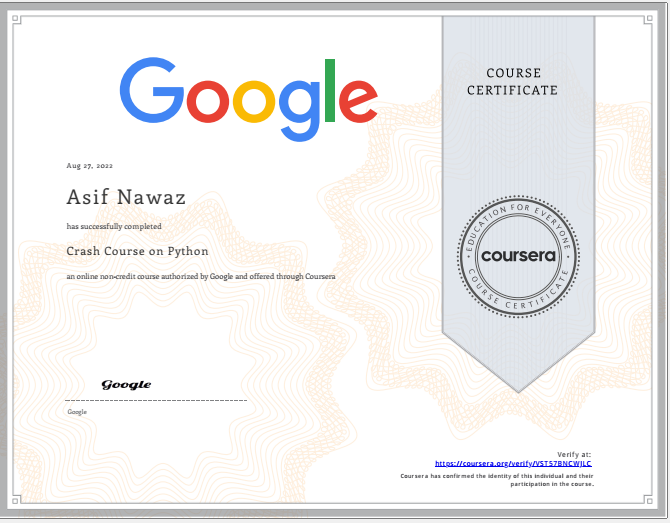 Google
COURSE
CERTIFICATE
Aug 27, 2022
Asif Nawaz
has successfully completed
Crash Course on Python
an online non-credit course authorized by Google and offered through Coursera
EDUCATION FOR EVERYONE
coursera
COURSE CERTIFICATE
Google
Google
Verify at:
https://coursera.org/verify/VST57BNCWJLC
Coursera has confirmed the identity of this individual and their
participation in the course.